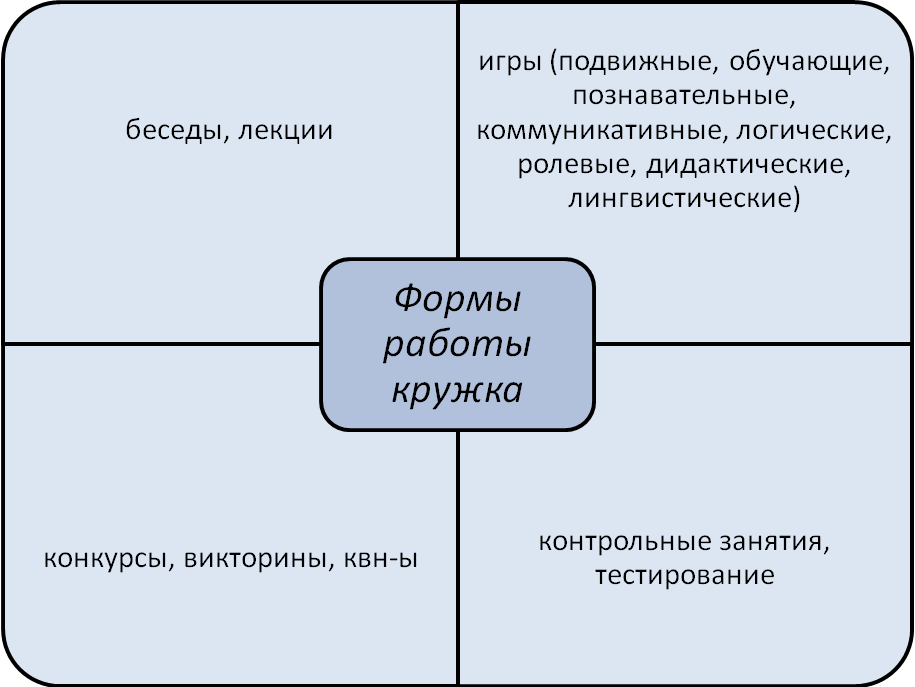 беседы, лекции
игры (подвижные, обучающие,
познавательные,
коммуникативные, логические,
ролевые, дидактические,
лингвистические)
Формы
работы
кружка
конкурсы, викторины, квн-ы
контрольные занятия,
тестирование